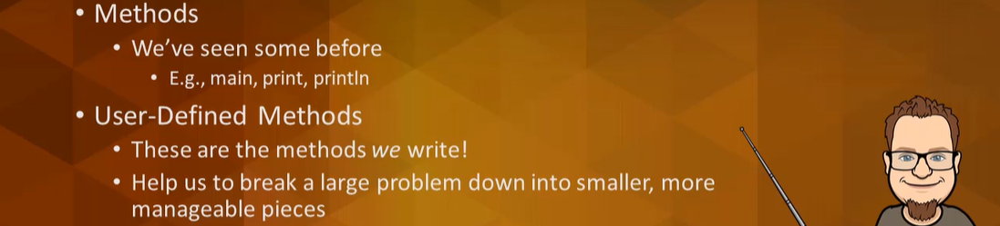 • Methods
• We've seen some before
• E.g., main, print, println
• User-Defined Methods
• These are the methods we write!
• Help us to break a large problem down into smaller, more
manageable pieces